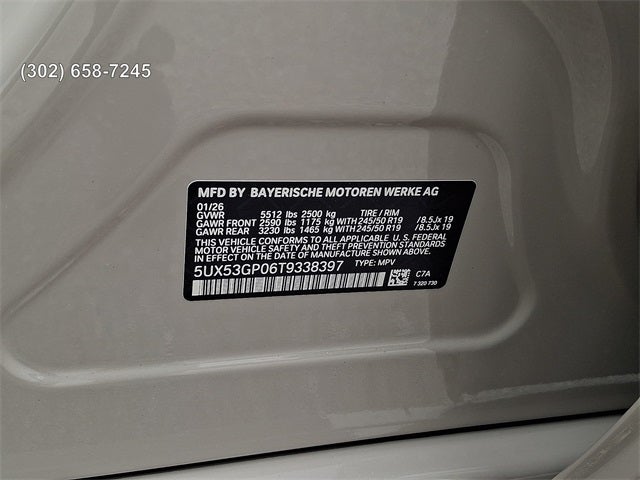 (302) 658-7245
MFD BY BAYERISCHE MOTOREN WERKE AG
01/26
GVWR 5512 lbs 2500 kg TIRE / RIM
GAWR FRONT 2590 lbs 1175 kg WITH 245/50 R19 /8.5Jx 19
GAWR REAR 3230 lbs 1465 kg WITH 245/50 R19 /8.5Jx 19
THIS VEHICLE CONFORMS TO ALL APPLICABLE U.S. FEDERAL
MOTOR VEHICLE SAFETY AND THEFT PREVENTION STANDARDS
IN EFFECT ON THE DATE OF MANUFACTURE SHOWN ABOVE.
5UX53GP06T9338397 TYPE: MPV
C7A
7 320 730